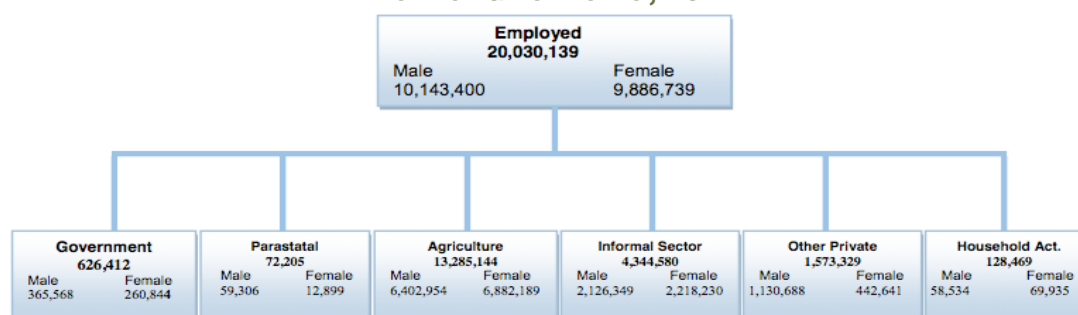 Employed
20,030,139
Male Female
10,143,400 9,886,739
Government
626,412
Male Female
365,568 260,844
Parastatal
72,205
Male Female
59,306 12,899
Agriculture
13,285,144
Male Female
6,402,954 6,882,189
Informal Sector
4,344,580
Male Female
2,126,349 2,218,230
Other Private
1,573,329
Male Female
1,130,688 442,641
Household Act.
128,469
Male Female
58,534 69,935